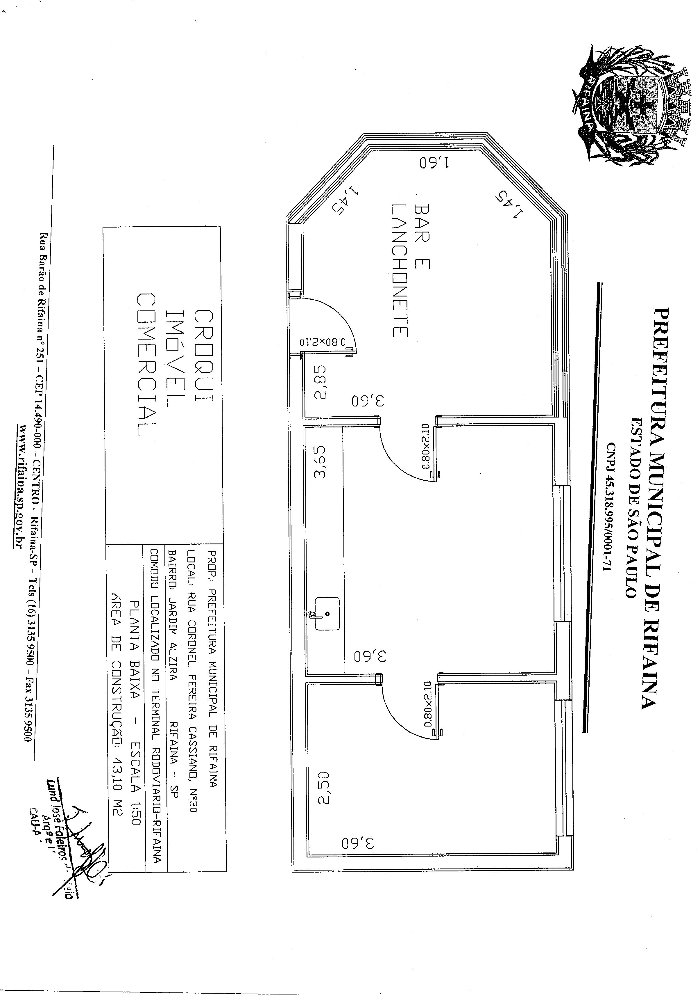 RIFAINA
PREFEITURA MUNICIPAL DE RIFAINA
ESTADO DE SÃO PAULO
CNPJ 45.318.995/0001-71
1,60
1,45
1,45
BAR E
LANCHONETE
0.80x2.10
2,85
3,60
0.80x2.10
3,65
3,60
0.80x2.10
2,50
3,60
CROQUI
IMÓVEL
COMERCIAL
PROP.: PREFEITURA MUNICIPAL DE RIFAINA
LOCAL: RUA CORONEL PEREIRA CASSIANO, Nº30
BAIRRO: JARDIM ALZIRA RIFAINA - SP
COMODO LOCALIZADO NO TERMINAL RODOVIARIO-RIFAINA
PLANTA BAIXA - ESCALA 1:50
ÁREA DE CONSTRUÇÃO: 43,10 M2
Lund José Faleiros
Arqº e
CAU-A
Rua Barão de Rifaina nº 251 – CEP 14.490-000 – CENTRO - Rifaina-SP – Tels (16) 3135 9500 – Fax 3135 9500
www.rifaina.sp.gov.br